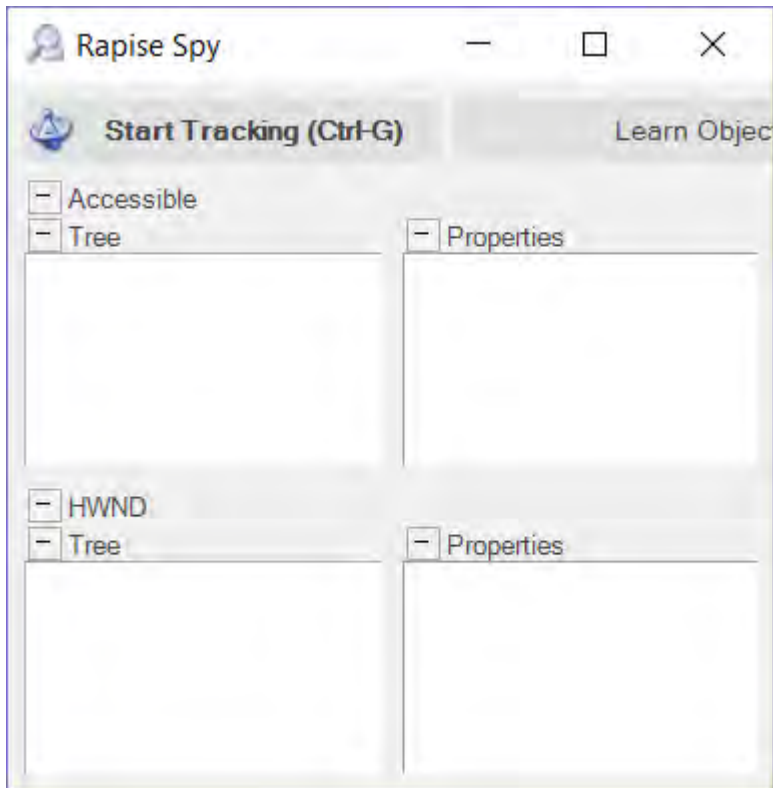 Rapise Spy
Start Tracking (Ctrl-G) Learn Objec
Accessible
Tree Properties
HWND
Tree Properties